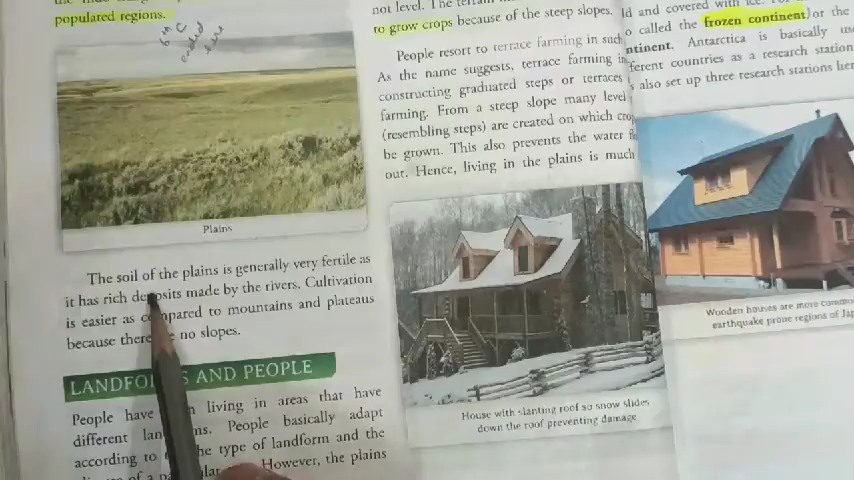 populated regions.
6th C
ended
here
Plains
The soil of the plains is generally very fertile as
it has rich deposits made by the rivers. Cultivation
is easier as compared to mountains and plateaus
because there no slopes.
LANDFO S AND PEOPLE
People have living in areas that have
different lan ms. People basically adapt
according to the type of landform and the
However, the plains
not level. The
to grow crops because of the steep slopes.
People resort to terrace farming in such
As the name suggests, terrace farming
constructing graduated steps or terraces
farming. From a steep slope many level
(resembling steps) are created on which
be grown. This also prevents the water
out. Hence, living in the plains is much
House with slanting roof so snow slides
down the roof preventing damage
and covered with ice.
called the frozen continent or the
Antarctica is basically
countries as a research station
also set up three research stations
Wooden houses are more
earthquake prone regions of